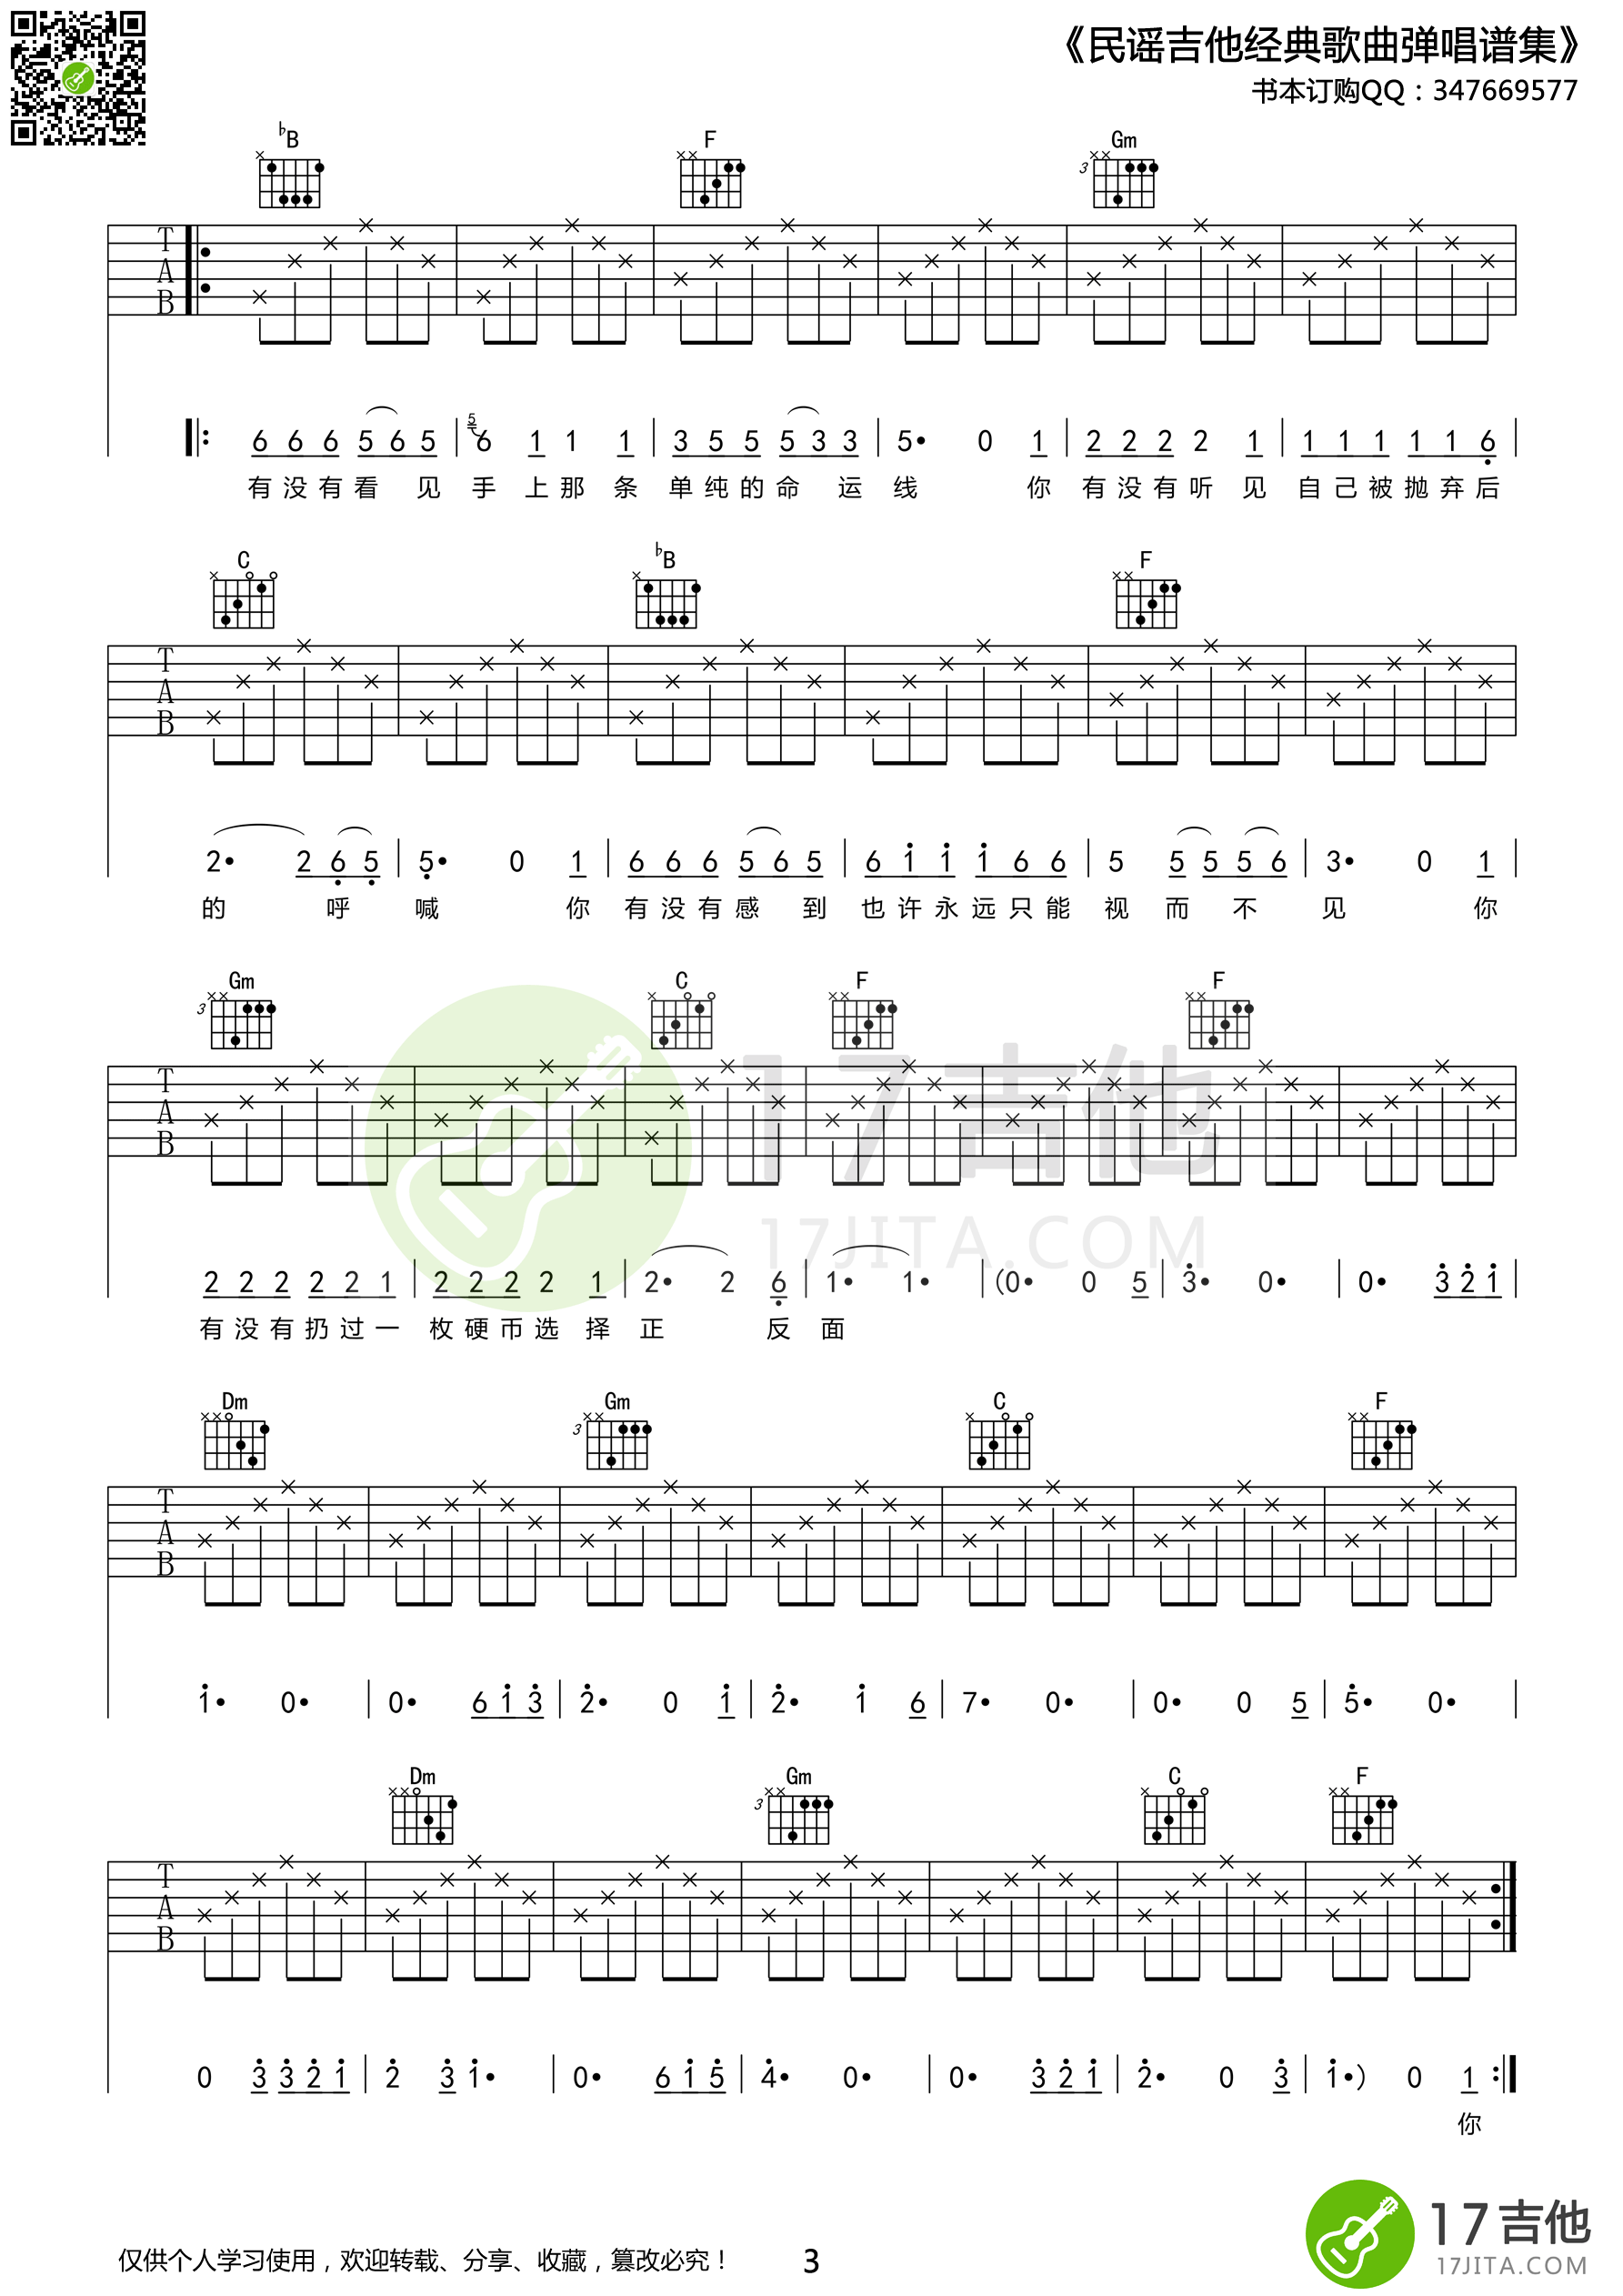 《民谣吉他经典歌曲弹唱谱集》
书本订购QQ：347669577
♭B F Gm
3
T
A
B
6 6 6 5 6 5 | 5 6 1 1 1 | 3 5 5 5 3 3 | 5• 0 1 | 2 2 2 2 1 | 1 1 1 1 1 6 |
有没有看见 手上那条 单纯的命运 线 你 有没有听见 自己被抛弃后
C ♭B F
T
A
B
2• 2 6 5 | 5• 0 1 | 6 6 6 5 6 5 | 6 1 1 1 6 6 | 5 5 5 5 6 | 3• 0 1 |
的 呼 喊 你 有没有感到 也许永远只能 视而不 见 你
Gm C F F
3
T
A
B
17吉他
17JITA.COM
2 2 2 2 2 1 | 2 2 2 2 1 | 2• 2 6 | 1• 1• | (0• 0 5 | 3• 0• | 0• 3 2 1 |
有没有扔过一 枚硬币选择 正 反 面
Dm Gm C F
3
T
A
B
1• 0• | 0• 6 1 3 | 2• 0 1 | 2• 1 6 | 7• 0• | 0• 0 5 | 5• 0• |
Dm Gm C F
3
T
A
B
0 3 3 2 1 | 2 3 1• | 0• 6 1 5 | 4• 0• | 0• 3 2 1 | 2• 0 3 | 1•) 0 1 :|
你
仅供个人学习使用，欢迎转载、分享、收藏，篡改必究！ 3
17吉他
17JITA.COM